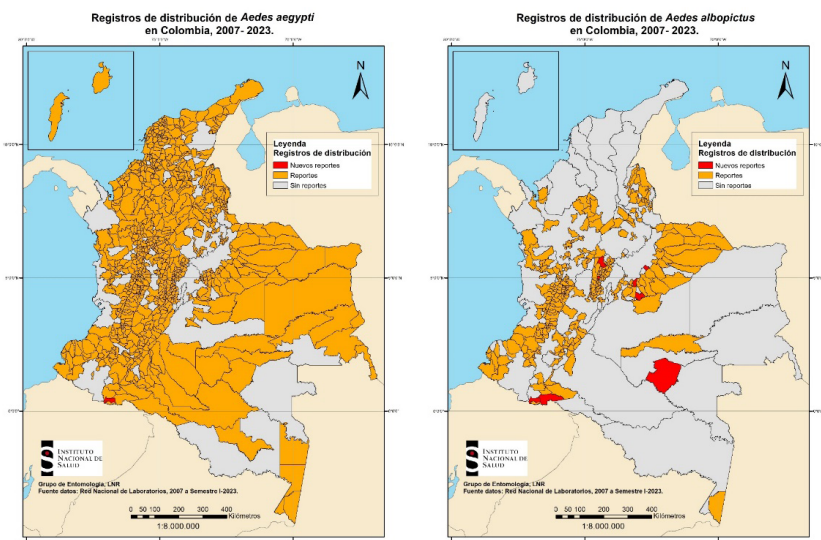 Registros de distribución de Aedes aegypti
en Colombia, 2007- 2023.
N
Leyenda
Registros de distribución
Nuevos reportes
Reportes
Sin reportes
INSTITUTO
NACIONAL DE
SALUD
Grupo de Entomología, LNR
Fuente datos: Red Nacional de Laboratorios, 2007 a Semestre I-2023.
0 50 100 200 300 400
Kilómetros
1:8.000.000
Registros de distribución de Aedes albopictus
en Colombia, 2007- 2023.
N
Leyenda
Registros de distribución
Nuevos reportes
Reportes
Sin reportes
INSTITUTO
NACIONAL DE
SALUD
Grupo de Entomología, LNR
Fuente datos: Red Nacional de Laboratorios, 2007 a Semestre I-2023.
0 50 100 200 300 400
Kilómetros
1:8.000.000